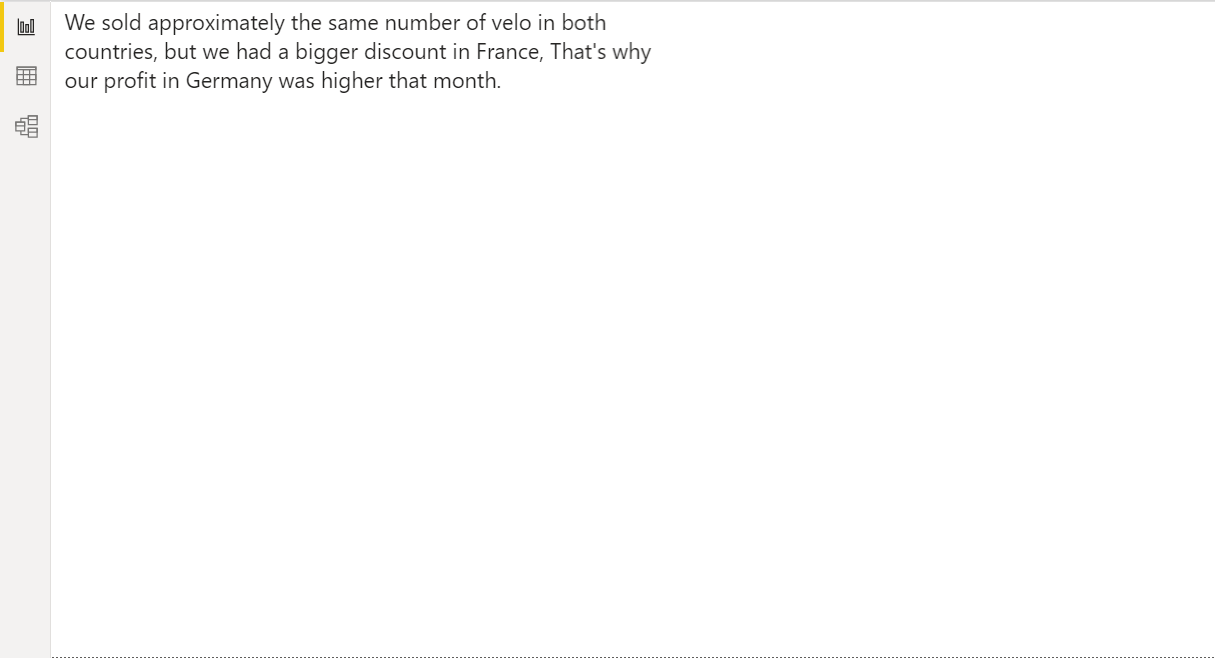 We sold approximately the same number of velo in both
countries, but we had a bigger discount in France, That's why
our profit in Germany was higher that month.